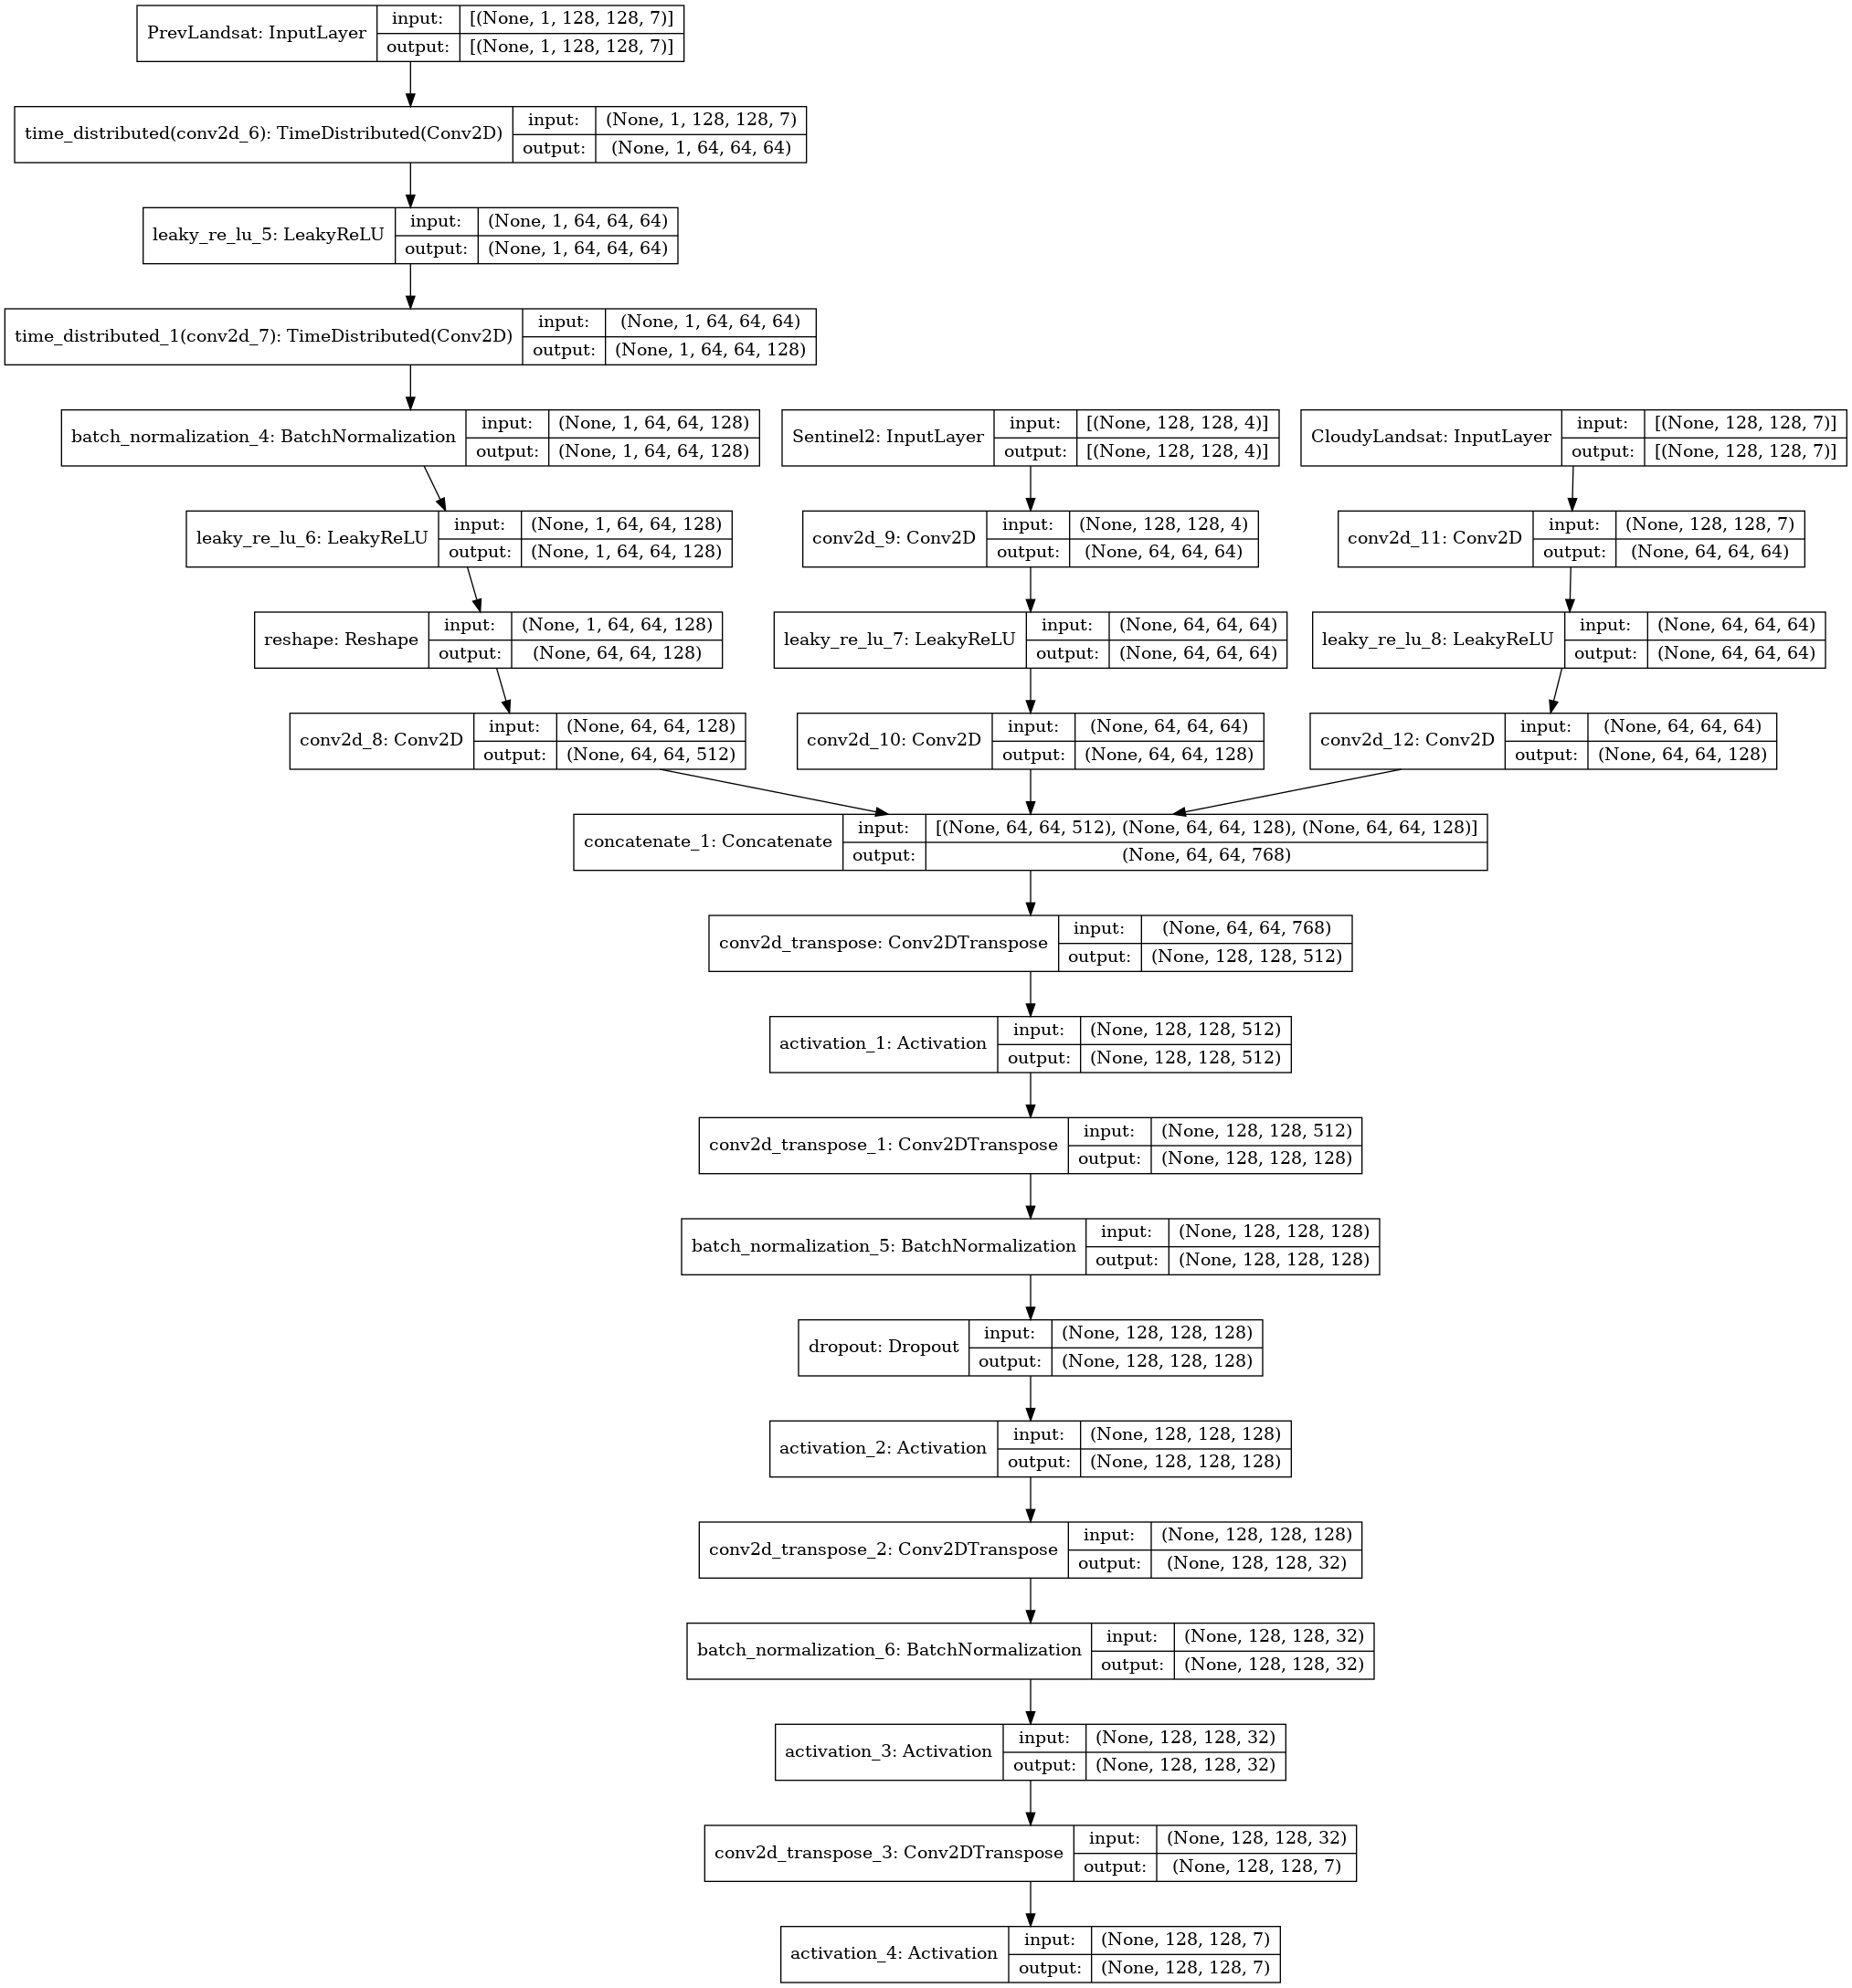 PrevLandsat: InputLayer
input:
[(None, 1, 128, 128, 7)]
output:
[(None, 1, 128, 128, 7)]
time_distributed(conv2d_6): TimeDistributed(Conv2D)
input:
(None, 1, 128, 128, 7)
output:
(None, 1, 64, 64, 64)
leaky_re_lu_5: LeakyReLU
input:
(None, 1, 64, 64, 64)
output:
(None, 1, 64, 64, 64)
time_distributed_1(conv2d_7): TimeDistributed(Conv2D)
input:
(None, 1, 64, 64, 64)
output:
(None, 1, 64, 64, 128)
batch_normalization_4: BatchNormalization
input:
(None, 1, 64, 64, 128)
output:
(None, 1, 64, 64, 128)
Sentinel2: InputLayer
input:
[(None, 128, 128, 4)]
output:
[(None, 128, 128, 4)]
CloudyLandsat: InputLayer
input:
[(None, 128, 128, 7)]
output:
[(None, 128, 128, 7)]
leaky_re_lu_6: LeakyReLU
input:
(None, 1, 64, 64, 128)
output:
(None, 1, 64, 64, 128)
conv2d_9: Conv2D
input:
(None, 128, 128, 4)
output:
(None, 64, 64, 64)
conv2d_11: Conv2D
input:
(None, 128, 128, 7)
output:
(None, 64, 64, 64)
reshape: Reshape
input:
(None, 1, 64, 64, 128)
output:
(None, 64, 64, 128)
leaky_re_lu_7: LeakyReLU
input:
(None, 64, 64, 64)
output:
(None, 64, 64, 64)
leaky_re_lu_8: LeakyReLU
input:
(None, 64, 64, 64)
output:
(None, 64, 64, 64)
conv2d_8: Conv2D
input:
(None, 64, 64, 128)
output:
(None, 64, 64, 512)
conv2d_10: Conv2D
input:
(None, 64, 64, 64)
output:
(None, 64, 64, 128)
conv2d_12: Conv2D
input:
(None, 64, 64, 64)
output:
(None, 64, 64, 128)
concatenate_1: Concatenate
input:
[(None, 64, 64, 512), (None, 64, 64, 128), (None, 64, 64, 128)]
output:
(None, 64, 64, 768)
conv2d_transpose: Conv2DTranspose
input:
(None, 64, 64, 768)
output:
(None, 128, 128, 512)
activation_1: Activation
input:
(None, 128, 128, 512)
output:
(None, 128, 128, 512)
conv2d_transpose_1: Conv2DTranspose
input:
(None, 128, 128, 512)
output:
(None, 128, 128, 128)
batch_normalization_5: BatchNormalization
input:
(None, 128, 128, 128)
output:
(None, 128, 128, 128)
dropout: Dropout
input:
(None, 128, 128, 128)
output:
(None, 128, 128, 128)
activation_2: Activation
input:
(None, 128, 128, 128)
output:
(None, 128, 128, 128)
conv2d_transpose_2: Conv2DTranspose
input:
(None, 128, 128, 128)
output:
(None, 128, 128, 32)
batch_normalization_6: BatchNormalization
input:
(None, 128, 128, 32)
output:
(None, 128, 128, 32)
activation_3: Activation
input:
(None, 128, 128, 32)
output:
(None, 128, 128, 32)
conv2d_transpose_3: Conv2DTranspose
input:
(None, 128, 128, 32)
output:
(None, 128, 128, 7)
activation_4: Activation
input:
(None, 128, 128, 7)
output:
(None, 128, 128, 7)